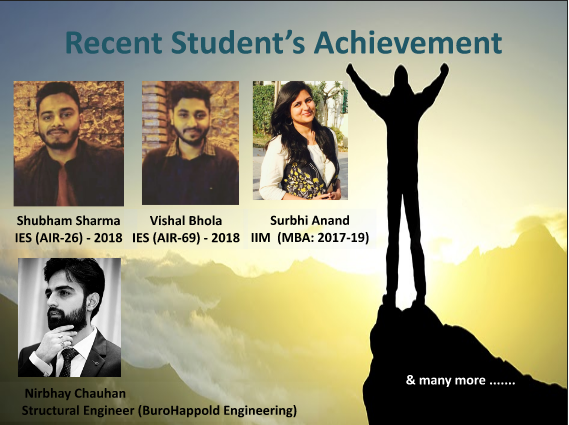 Recent Student's Achievement
Shubham Sharma
IES (AIR-26) - 2018
Vishal Bhola
IES (AIR-69) - 2018
Surbhi Anand
IIM (MBA: 2017-19)
Nirbhay Chauhan
Structural Engineer (BuroHappold Engineering)
& many more .......